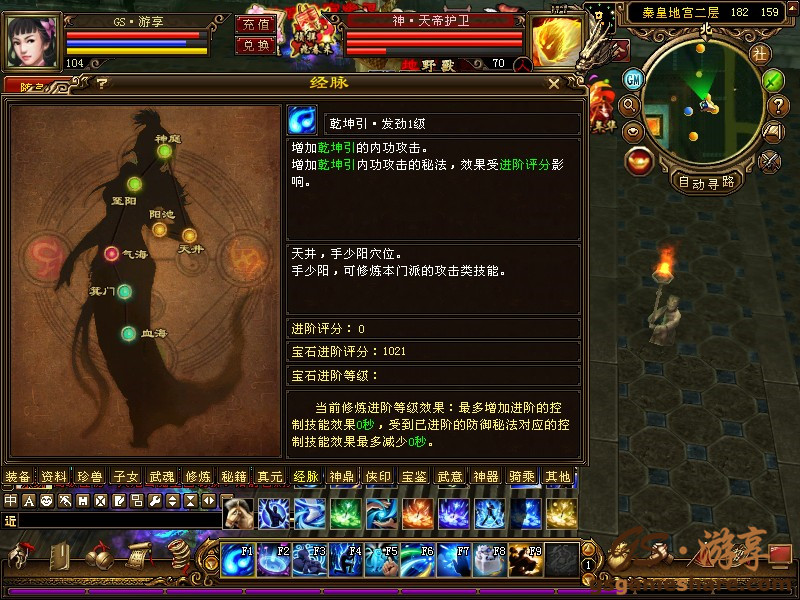 GS·游享
104
充值
兑换
神·天帝护卫
70
秦皇地宫二层 182 159
北
社
GM
?
自动寻路
?
经脉
神庭
至阳
阳池
天井
气海
箕门
血海
乾坤引·发劲1级
增加乾坤引的内功攻击。
增加乾坤引内功攻击的秘法，效果受进阶评分影
响。
天井，手少阳穴位。
手少阳，可修炼本门派的攻击类技能。
进阶评分：0
宝石进阶评分：1021
宝石进阶等级：
当前修炼进阶等级效果：最多增加进阶的控
制技能效果0秒，受到已进阶的防御秘法对应的控
制技能效果最多减少0秒。
装备 资料 珍兽 子女 武魂 修炼 秘籍 真元 经脉 神鼎 侠印 宝鉴 武意 神器 骑乘 其他
中 A
近
F1 F2 F3 F4 F5 F6 F7 F8 F9
1
GS·游享